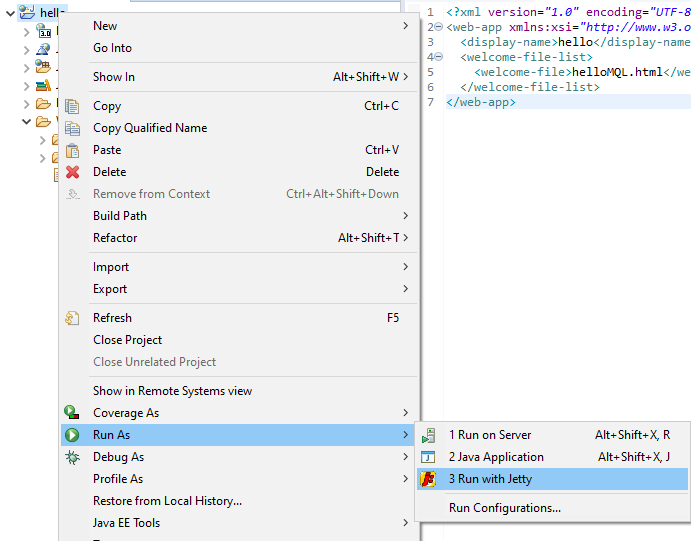 hello
New
Go Into
Show In Alt+Shift+W
Copy Ctrl+C
Copy Qualified Name
Paste Ctrl+V
Delete Delete
Remove from Context Ctrl+Alt+Shift+Down
Build Path
Refactor Alt+Shift+T
Import
Export
Refresh F5
Close Project
Close Unrelated Project
Show in Remote Systems view
Coverage As
Run As
Debug As
Profile As
Restore from Local History...
Java EE Tools
1 Run on Server Alt+Shift+X, R
2 Java Application Alt+Shift+X, J
3 Run with Jetty
Run Configurations...
1 <?xml version="1.0" encoding="UTF-8
2 <web-app xmlns:xsi="http://www.w3.o
3 <display-name>hello</display-name
4 <welcome-file-list>
5 <welcome-file>helloMQL.html</we
6 </welcome-file-list>
7 </web-app>